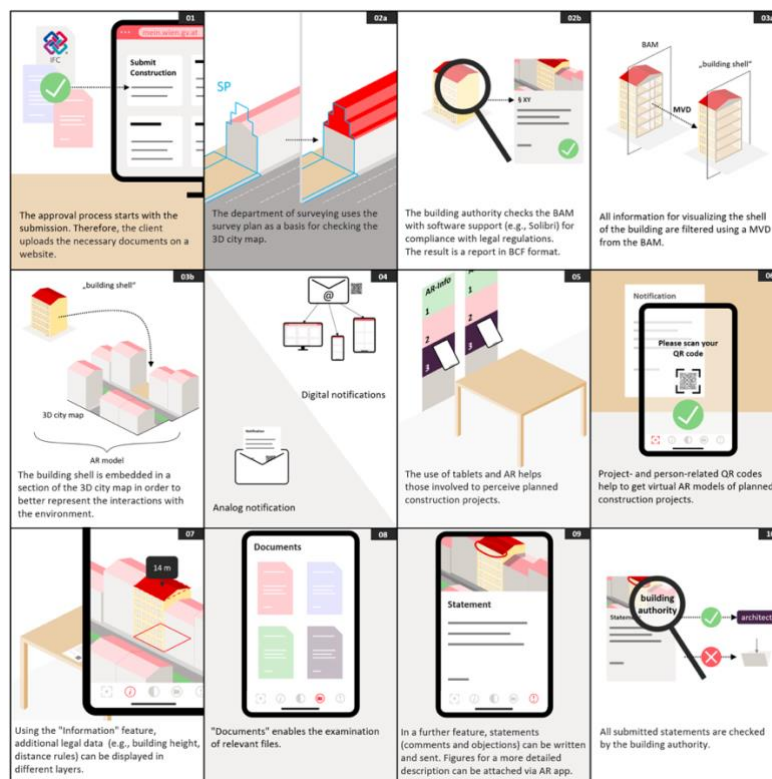 01
IFC
mein.wien.gv.at
Submit
Construction
The approval process starts with the
submission. Therefore, the client
uploads the necessary documents on a
website.
02a
SP
The department of surveying uses the
survey plan as a basis for checking the
3D city map.
02b
§ XY
The building authority checks the BAM
with software support (e.g., Solibri) for
compliance with legal regulations.
The result is a report in BCF format.
03a
BAM
„building shell"
MVD
All information for visualizing the shell
of the building are filtered using a MVD
from the BAM.
03b
„building shell"
3D city map
AR model
The building shell is embedded in a
section of the 3D city map in order to
better represent the interactions with
the environment.
04
@
Digital notifications
Notification
Analog notification
05
AR-Info
1
2
3
AR-Info
1
2
3
The use of tablets and AR helps
those involved to perceive planned
construction projects.
06
Notification
Please scan your
QR code
Project- and person-related QR codes
help to get virtual AR models of planned
construction projects.
07
14 m
Using the "Information" feature,
additional legal data (e.g., building height,
distance rules) can be displayed in
different layers.
08
Documents
"Documents" enables the examination
of relevant files.
09
Statement
In a further feature, statements
(comments and objections) can be written
and sent. Figures for a more detailed
description can be attached via AR app.
10
building
authority
Statem
architect
All submitted statements are checked
by the building authority.